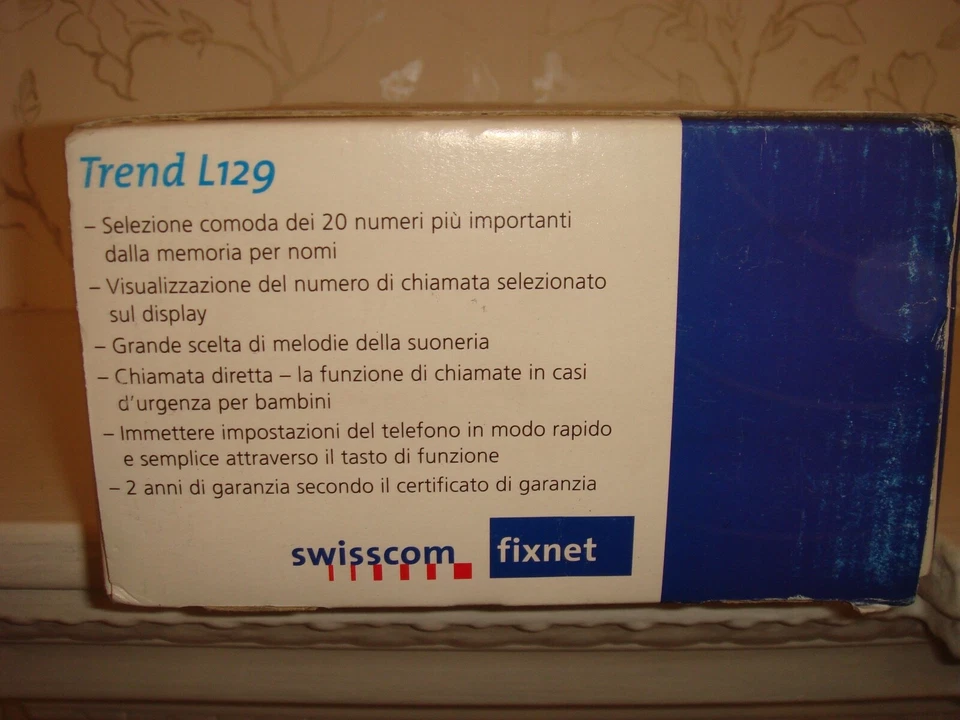 Trend L129
– Selezione comoda dei 20 numeri più importanti
dalla memoria per nomi
– Visualizzazione del numero di chiamata selezionato
sul display
– Grande scelta di melodie della suoneria
– Chiamata diretta – la funzione di chiamate in casi
d'urgenza per bambini
– Immettere impostazioni del telefono in modo rapido
e semplice attraverso il tasto di funzione
– 2 anni di garanzia secondo il certificato di garanzia
swisscom fixnet